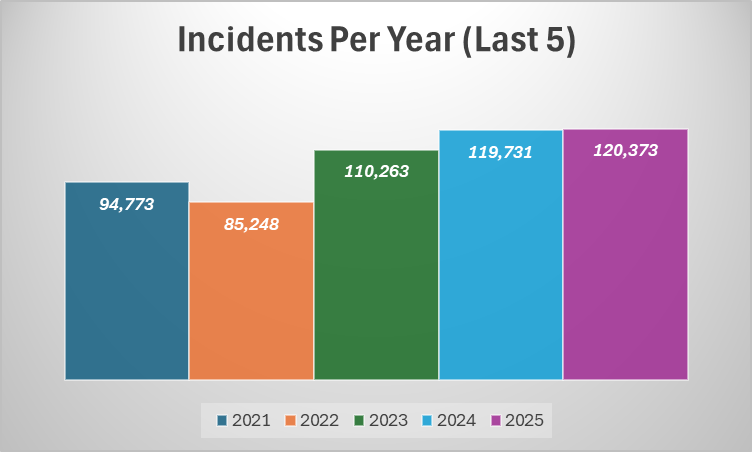 Incidents Per Year (Last 5)
94,773
85,248
110,263
119,731
120,373
2021 2022 2023 2024 2025